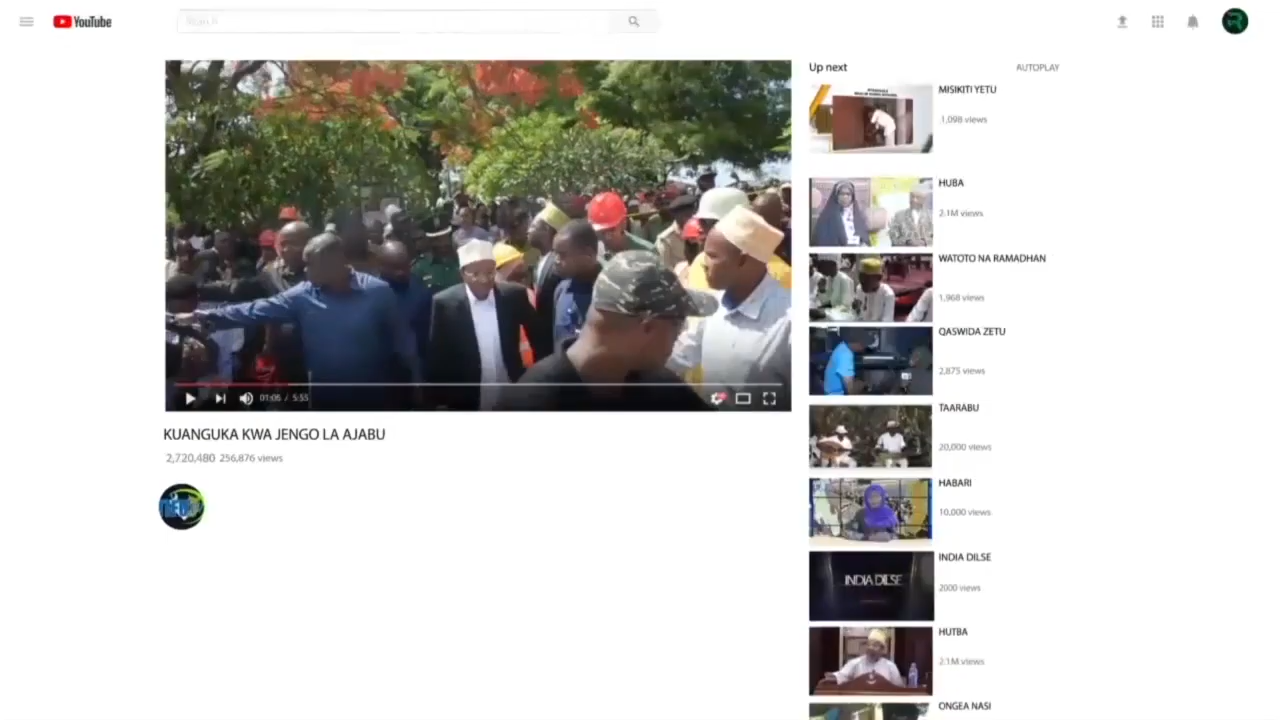 YouTube
Search
01:06 / 5:55
KUANGUKA KWA JENGO LA AJABU
2,720,480 256,876 views
Up next
AUTOPLAY
MISIKITI YETU
1,098 views
HUBA
2.1M views
WATOTO NA RAMADHAN
1,968 views
QASWIDA ZETU
2,875 views
TAARABU
20,000 views
HABARI
10,000 views
INDIA DILSE
INDIA DILSE
2000 views
HUTBA
2.1M views
ONGEA NASI